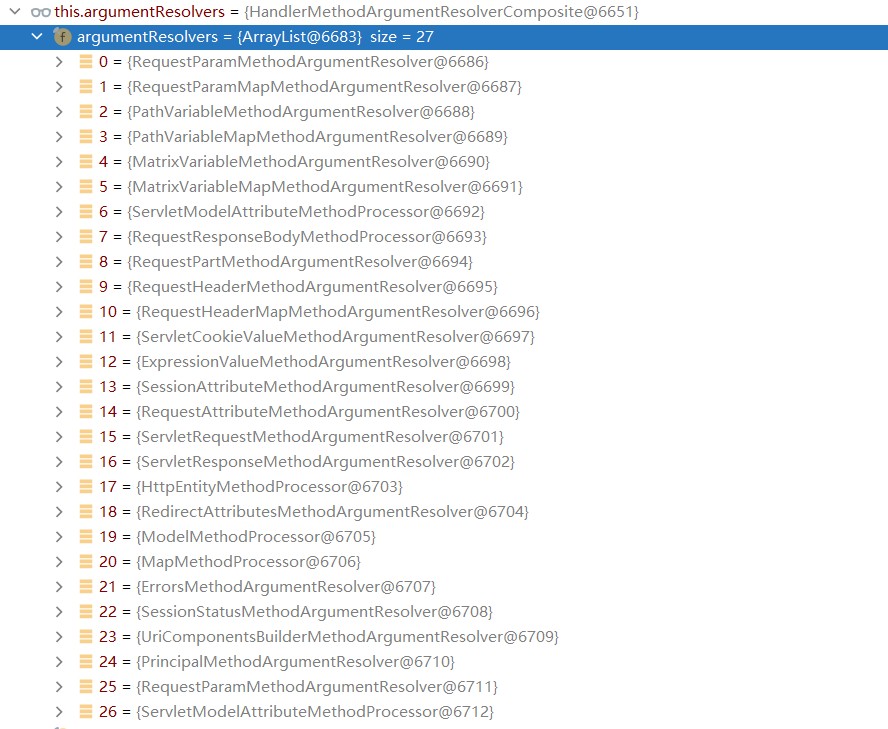 this.argumentResolvers = {HandlerMethodArgumentResolverComposite@6651}
f argumentResolvers = {ArrayList@6683} size = 27
0 = {RequestParamMethodArgumentResolver@6686}
1 = {RequestParamMapMethodArgumentResolver@6687}
2 = {PathVariableMethodArgumentResolver@6688}
3 = {PathVariableMapMethodArgumentResolver@6689}
4 = {MatrixVariableMethodArgumentResolver@6690}
5 = {MatrixVariableMapMethodArgumentResolver@6691}
6 = {ServletModelAttributeMethodProcessor@6692}
7 = {RequestResponseBodyMethodProcessor@6693}
8 = {RequestPartMethodArgumentResolver@6694}
9 = {RequestHeaderMethodArgumentResolver@6695}
10 = {RequestHeaderMapMethodArgumentResolver@6696}
11 = {ServletCookieValueMethodArgumentResolver@6697}
12 = {ExpressionValueMethodArgumentResolver@6698}
13 = {SessionAttributeMethodArgumentResolver@6699}
14 = {RequestAttributeMethodArgumentResolver@6700}
15 = {ServletRequestMethodArgumentResolver@6701}
16 = {ServletResponseMethodArgumentResolver@6702}
17 = {HttpEntityMethodProcessor@6703}
18 = {RedirectAttributesMethodArgumentResolver@6704}
19 = {ModelMethodProcessor@6705}
20 = {MapMethodProcessor@6706}
21 = {ErrorsMethodArgumentResolver@6707}
22 = {SessionStatusMethodArgumentResolver@6708}
23 = {UriComponentsBuilderMethodArgumentResolver@6709}
24 = {PrincipalMethodArgumentResolver@6710}
25 = {RequestParamMethodArgumentResolver@6711}
26 = {ServletModelAttributeMethodProcessor@6712}